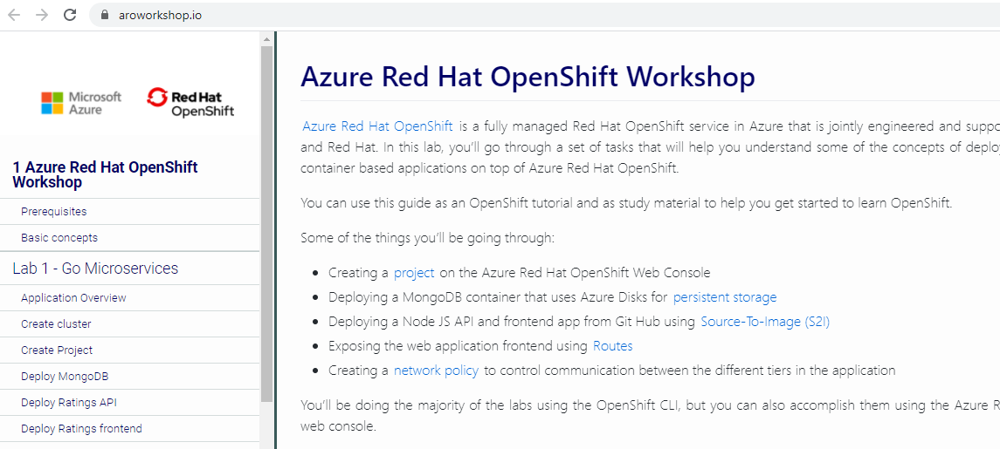 aroworkshop.io
Microsoft
Azure
Red Hat
OpenShift
1 Azure Red Hat OpenShift
Workshop
Prerequisites
Basic concepts
Lab 1 - Go Microservices
Application Overview
Create cluster
Create Project
Deploy MongoDB
Deploy Ratings API
Deploy Ratings frontend
Azure Red Hat OpenShift Workshop
Azure Red Hat OpenShift is a fully managed Red Hat OpenShift service in Azure that is jointly engineered and suppo
and Red Hat. In this lab, you'll go through a set of tasks that will help you understand some of the concepts of deploy
container based applications on top of Azure Red Hat OpenShift.
You can use this guide as an OpenShift tutorial and as study material to help you get started to learn OpenShift.
Some of the things you'll be going through:
Creating a project on the Azure Red Hat OpenShift Web Console
Deploying a MongoDB container that uses Azure Disks for persistent storage
Deploying a Node JS API and frontend app from Git Hub using Source-To-Image (S2I)
Exposing the web application frontend using Routes
Creating a network policy to control communication between the different tiers in the application
You'll be doing the majority of the labs using the OpenShift CLI, but you can also accomplish them using the Azure R
web console.